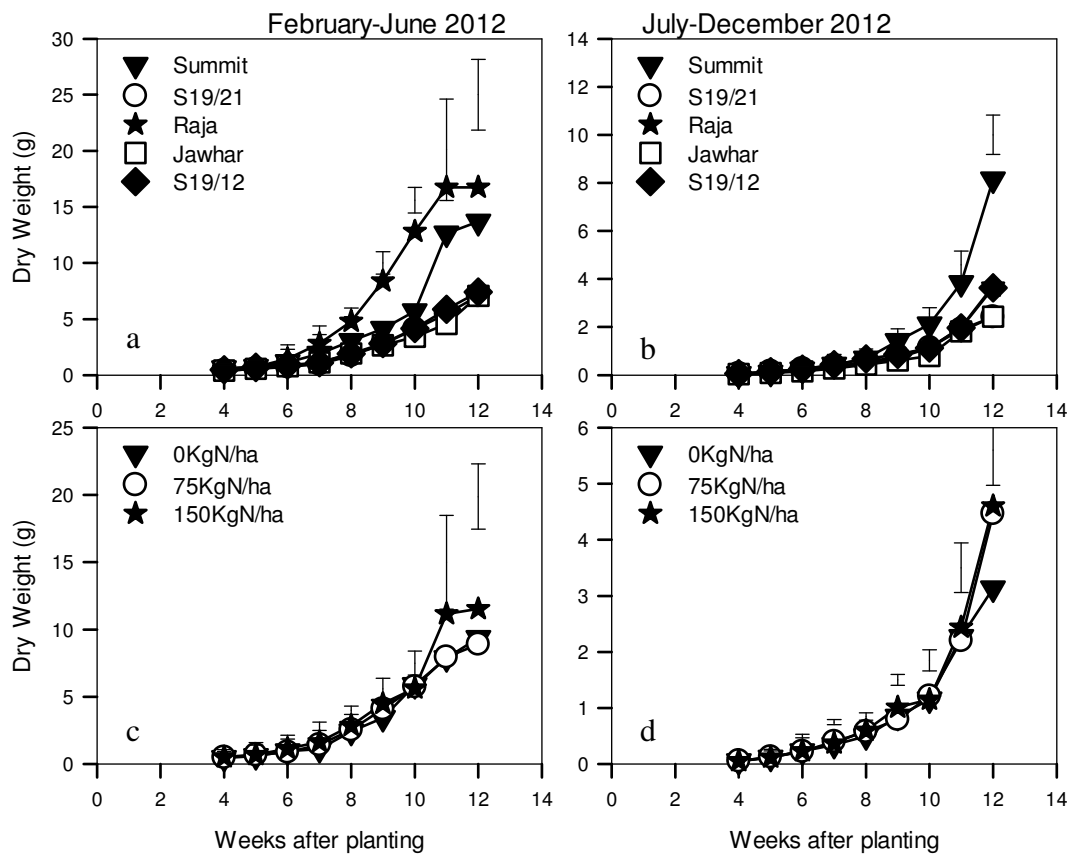 February-June 2012
July-December 2012
30
25
20
15
10
5
0
Dry Weight (g)
Summit
S19/21
Raja
Jawhar
S19/12
a
0 2 4 6 8 10 12 14
14
12
10
8
6
4
2
0
Summit
S19/21
Raja
Jawhar
S19/12
b
0 2 4 6 8 10 12 14
25
20
15
10
5
0
Dry Weight (g)
0KgN/ha
75KgN/ha
150KgN/ha
c
0 2 4 6 8 10 12 14
Weeks after planting
6
5
4
3
2
1
0
0KgN/ha
75KgN/ha
150KgN/ha
d
0 2 4 6 8 10 12 14
Weeks after planting